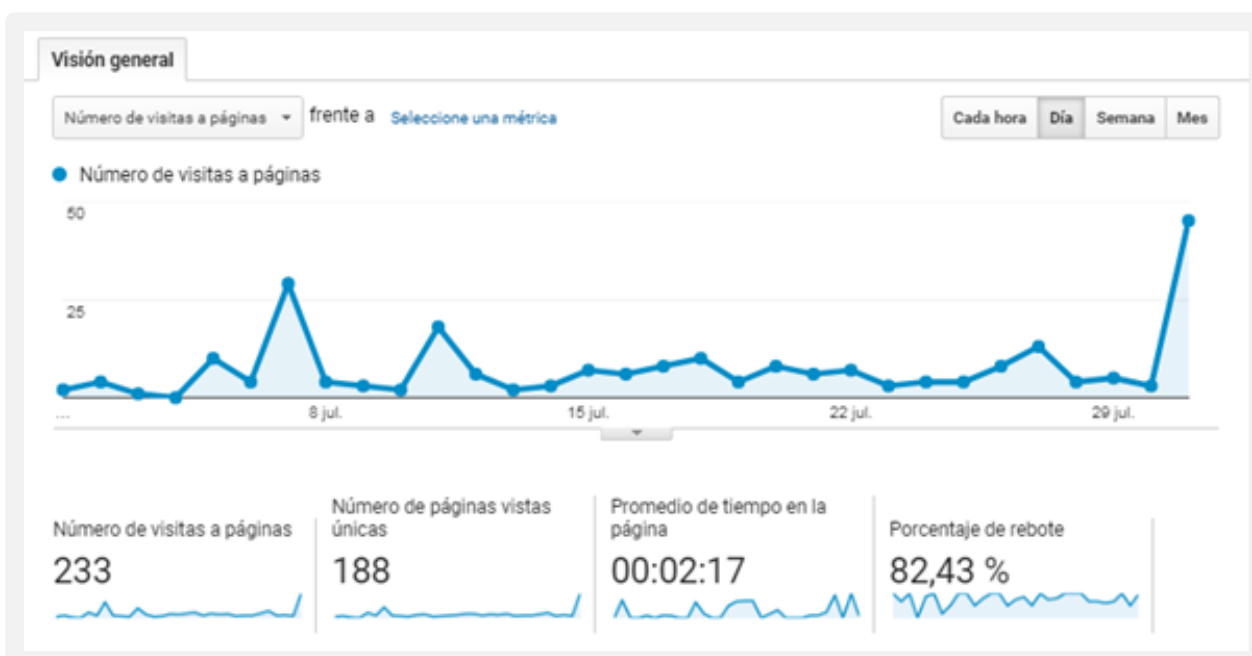 Visión general
Número de visitas a páginas frente a Seleccione una métrica
Cada hora Día Semana Mes
Número de visitas a páginas
50
25
... 8 jul. 15 jul. 22 jul. 29 jul.
Número de visitas a páginas
233
Número de páginas vistas
únicas
188
Promedio de tiempo en la
página
00:02:17
Porcentaje de rebote
82,43 %